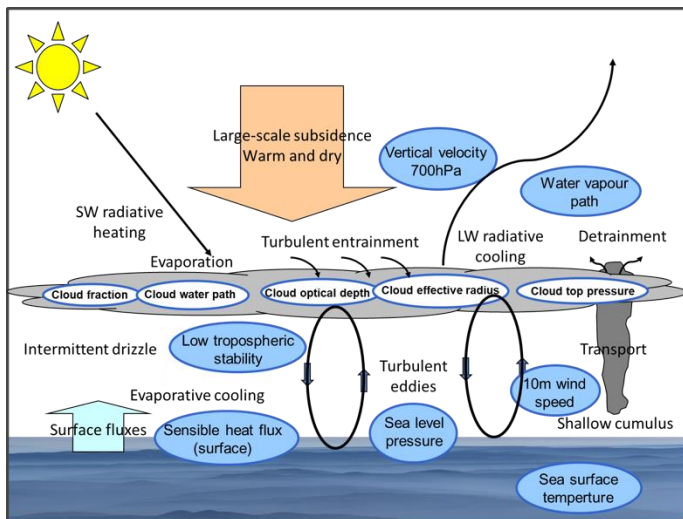 Large-scale subsidence
Warm and dry
Vertical velocity
700hPa
Water vapour
path
SW radiative
heating
Evaporation
Turbulent entrainment
LW radiative
cooling
Detrainment
Cloud fraction
Cloud water path
Cloud optical depth
Cloud effective radius
Cloud top pressure
Intermittent drizzle
Low tropospheric
stability
Turbulent
eddies
Transport
10m wind
speed
Evaporative cooling
Surface fluxes
Sensible heat flux
(surface)
Sea level
pressure
Shallow cumulus
Sea surface
temperture